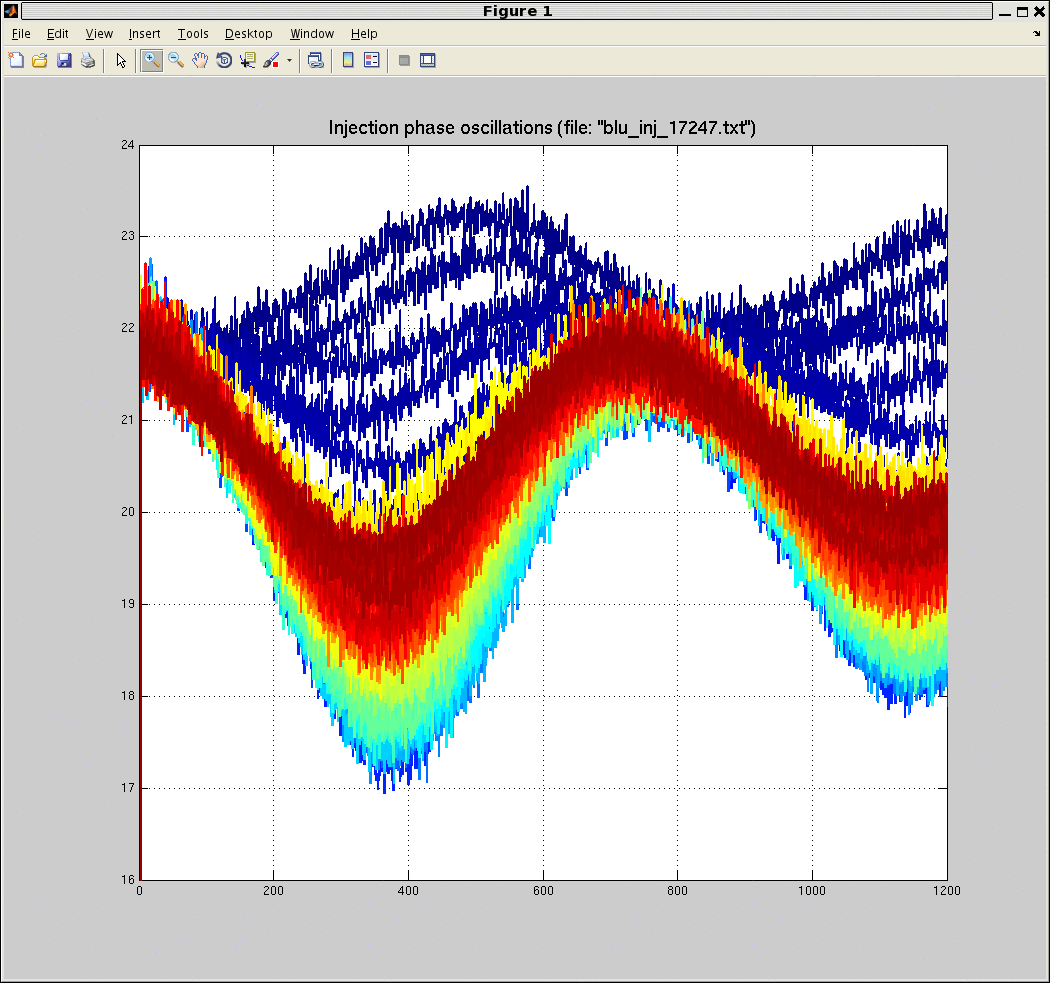 Figure 1
File Edit View Insert Tools Desktop Window Help
Injection phase oscillations (file: "blu_inj_17247.txt")
24
23
22
21
20
19
18
17
16
0 200 400 600 800 1000 1200